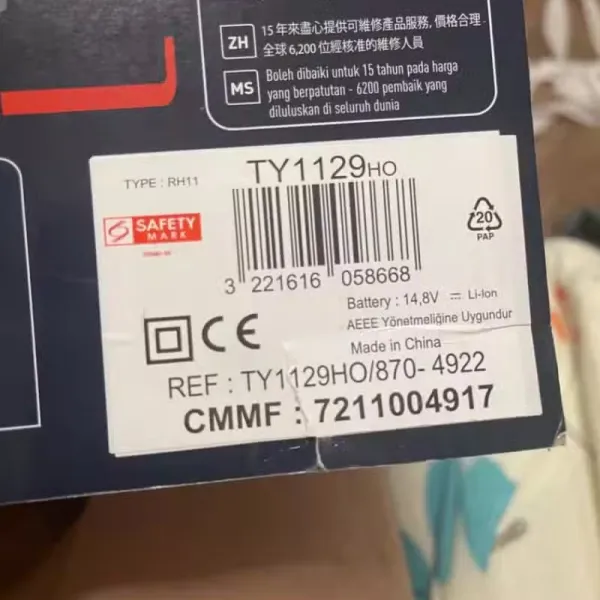 ZH
15 年來盡心提供可維修產品服務, 價格合理 -
全球 6,200 位經核准的維修人員
MS
Boleh dibaiki untuk 15 tahun pada harga
yang berpatutan - 6200 pembaik yang
diluluskan di seluruh dunia
TYPE : RH11
TY1129HO
SAFETY
MARK
20
PAP
3 221616 058668
Battery : 14,8V ⎓ Li-Ion
AEEE Yönetmeliğine Uygundur
CE
Made in China
REF : TY1129HO/870- 4922
CMMF : 7211004917